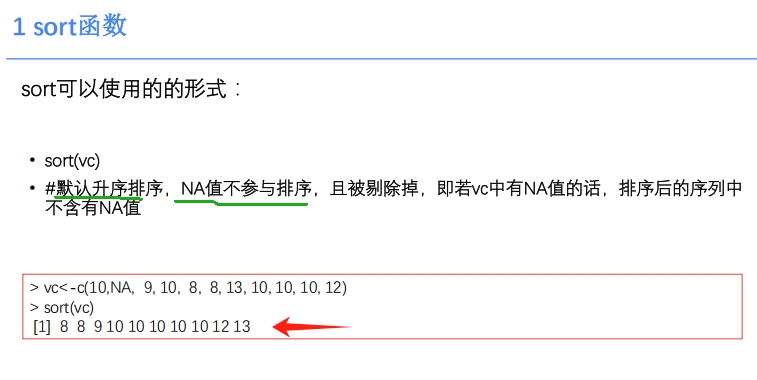 1 sort函数
sort可以使用的的形式：
• sort(vc)
• #默认升序排序，NA值不参与排序，且被剔除掉，即若vc中有NA值的话，排序后的序列中
不含有NA值
> vc<-c(10,NA, 9, 10, 8, 8, 13, 10, 10, 10, 12)
> sort(vc)
[1] 8 8 9 10 10 10 10 10 12 13